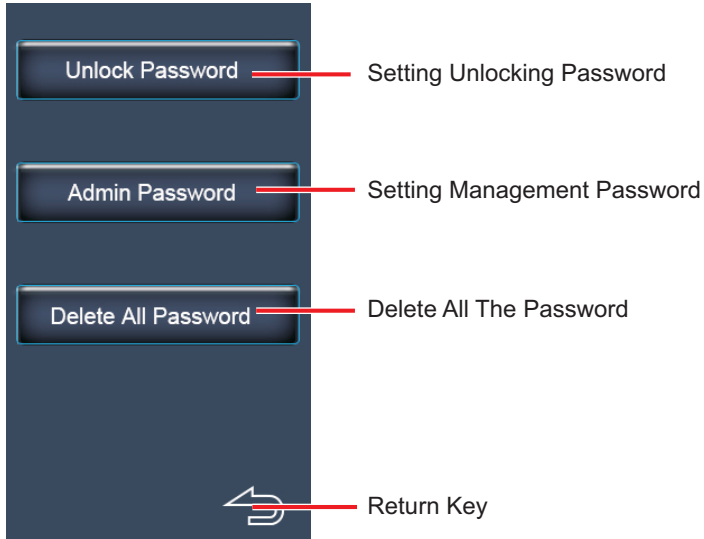 Unlock Password
Setting Unlocking Password
Admin Password
Setting Management Password
Delete All Password
Delete All The Password
Return Key